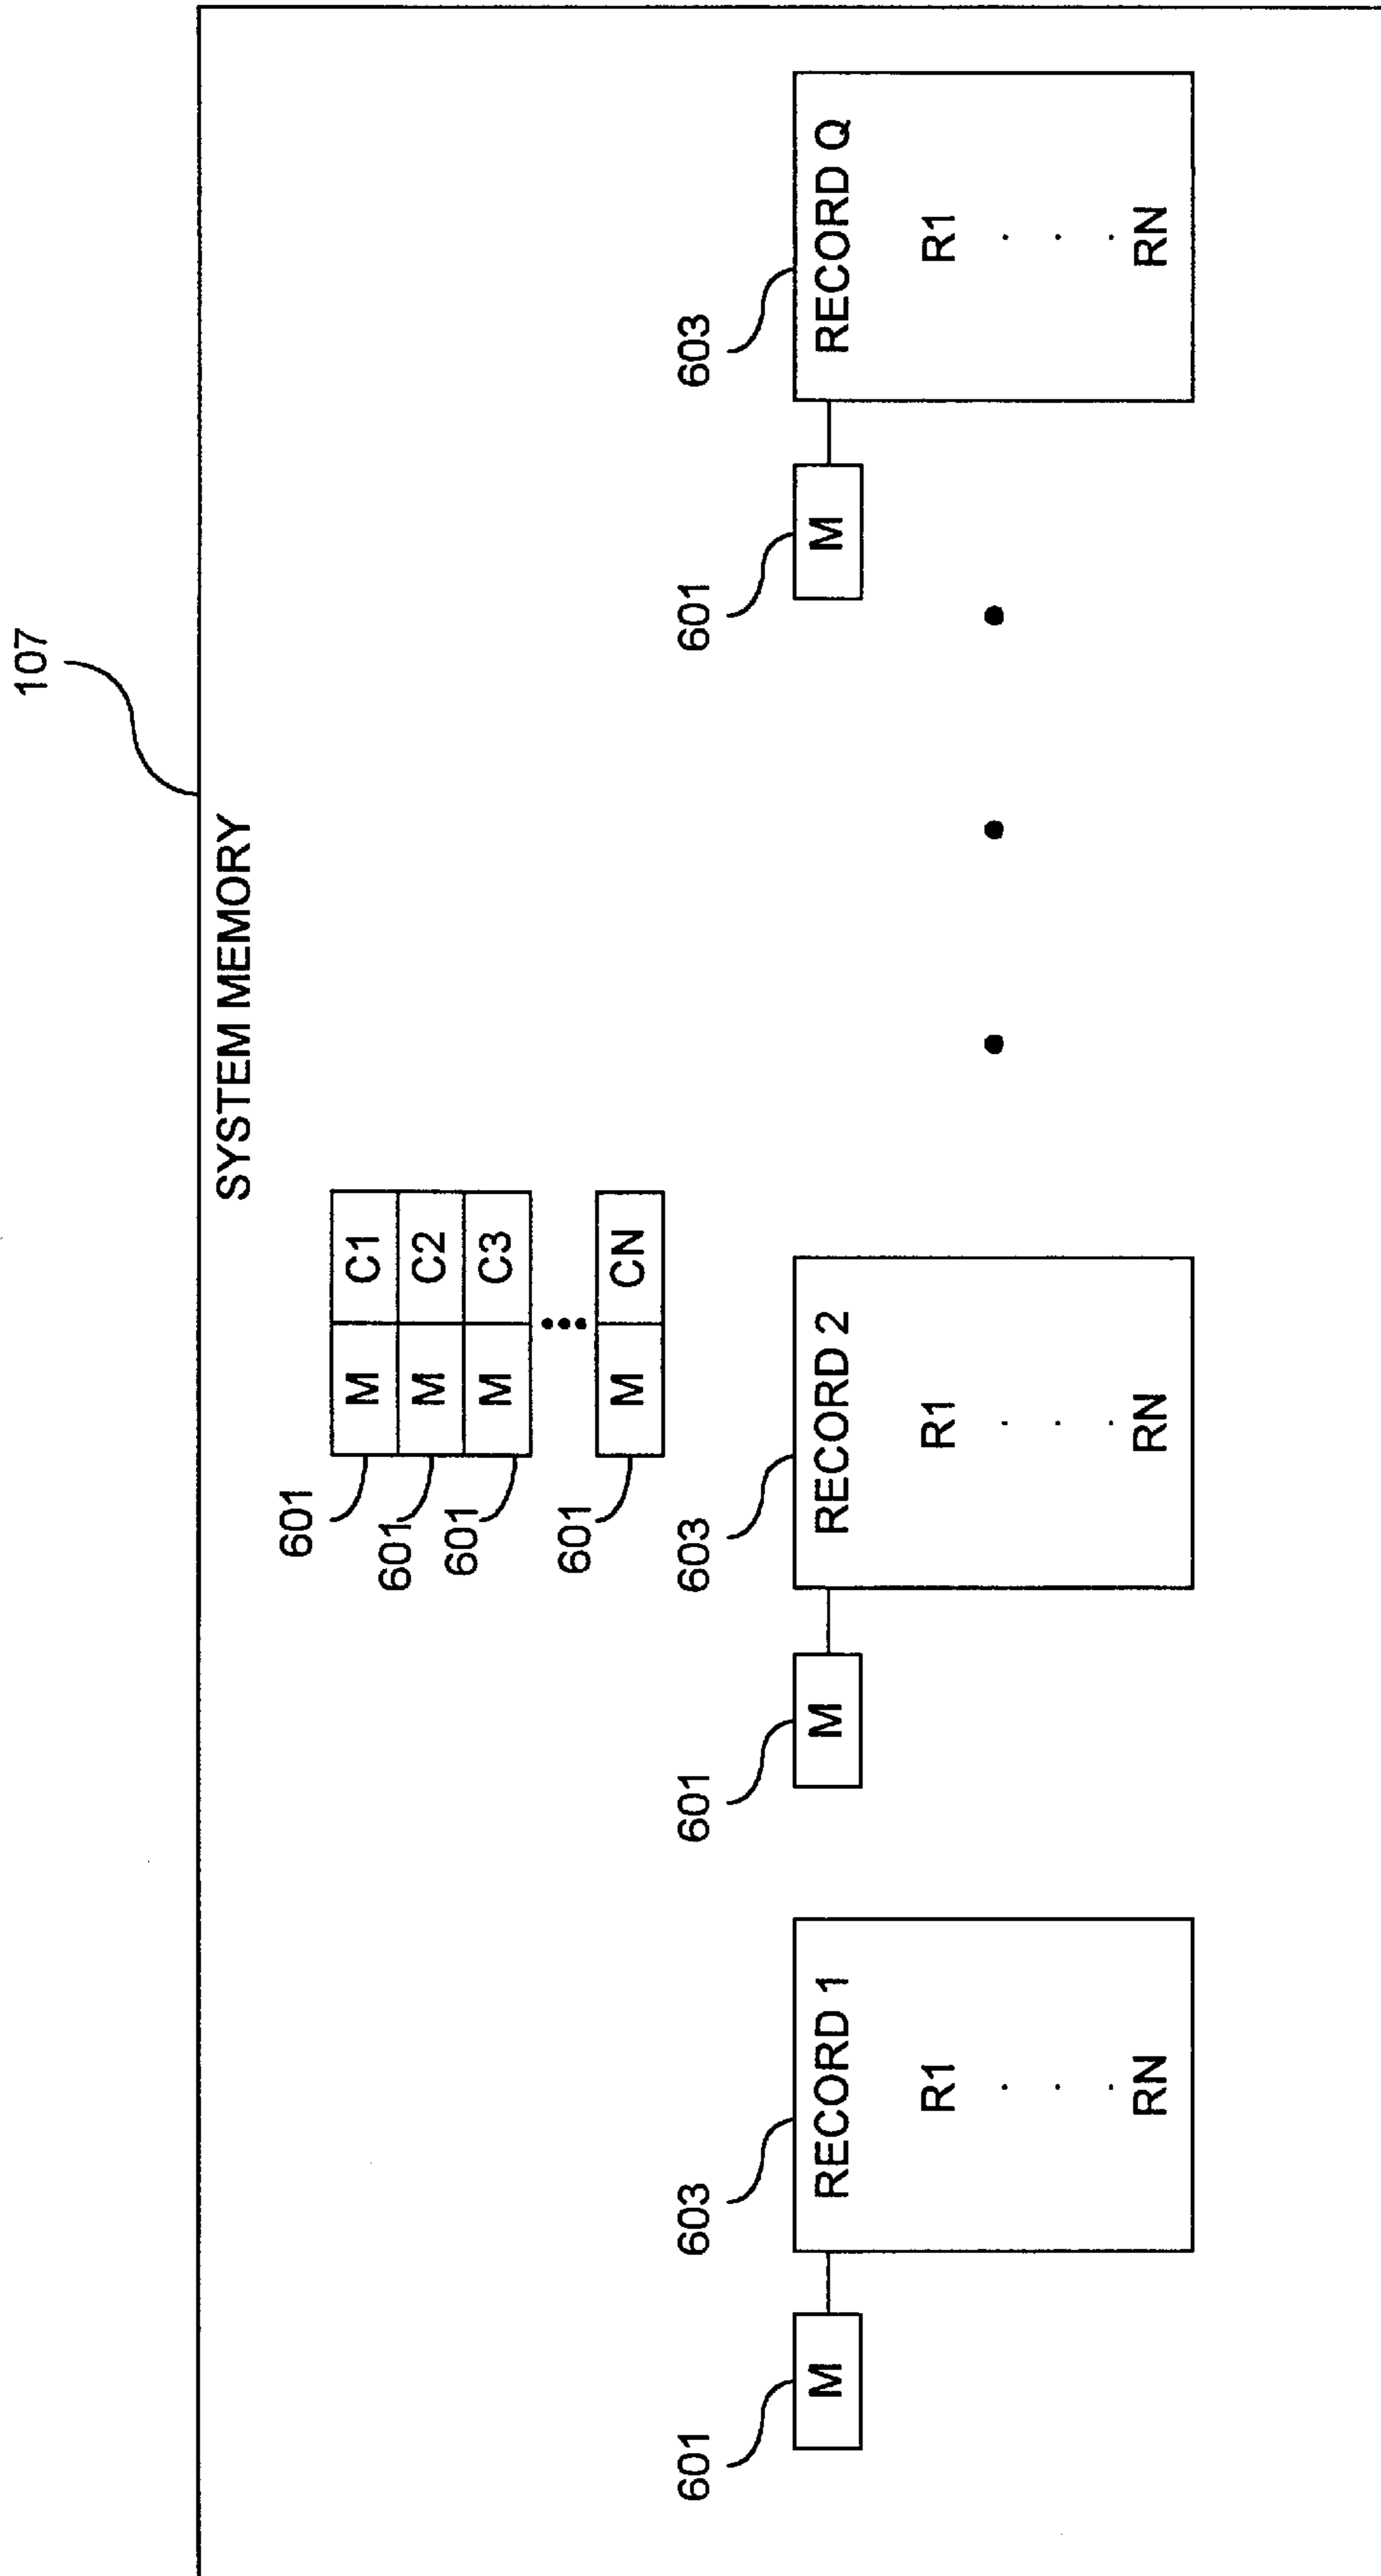 107
SYSTEM MEMORY
601 M C1
601 M C2
601 M C3
601 M CN
601 603 601 603 601 603
M RECORD 1 M RECORD 2 M RECORD Q
R1 R1 R1
RN RN RN